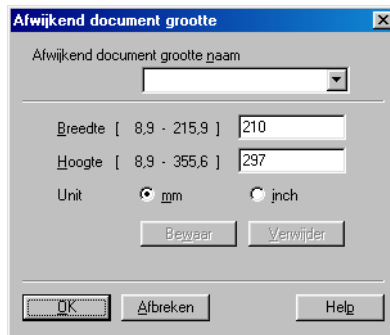 Afwijkend document grootte
Afwijkend document grootte naam
Breedte [ 8,9 - 215,9 ] 210
Hoogte [ 8,9 - 355,6 ] 297
Unit mm inch
Bewaar Verwijder
OK Afbreken Help